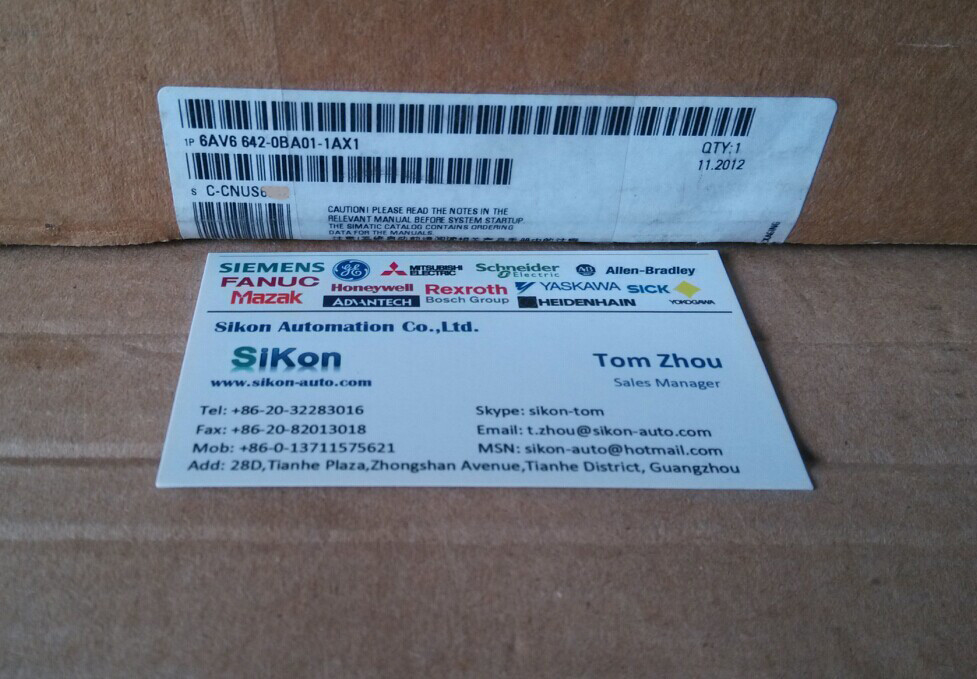 1P 6AV6 642-0BA01-1AX1
QTY:1
11.2012
S C-CNUS6
CAUTION! PLEASE READ THE NOTES IN THE
RELEVANT MANUAL BEFORE SYSTEM STARTUP.
THE SIMATIC CATALOG CONTAINS ORDERING
DATA FOR THE MANUALS.
SIEMENS GE MITSUBISHI ELECTRIC Schneider Electric AB Allen-Bradley
FANUC Honeywell Rexroth Bosch Group YASKAWA SICK
Mazak ADVANTECH HEIDENHAIN YOKOGAWA
Sikon Automation Co.,Ltd.
SiKon
www.sikon-auto.com
Tom Zhou
Sales Manager
Tel: +86-20-32283016
Skype: sikon-tom
Fax: +86-20-82013018
Email: t.zhou@sikon-auto.com
Mob: +86-0-13711575621
MSN: sikon-auto@hotmail.com
Add: 28D,Tianhe Plaza,Zhongshan Avenue,Tianhe District, Guangzhou